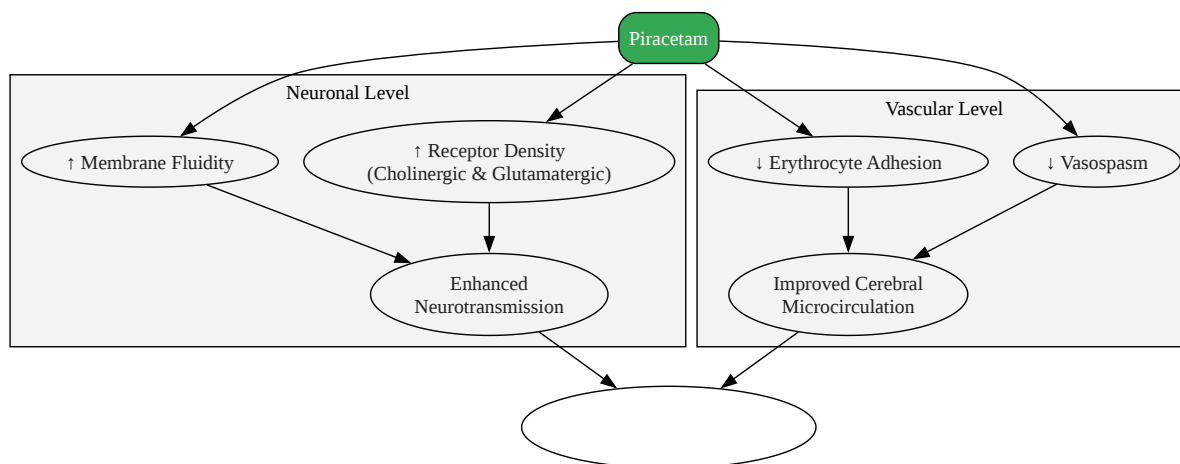 Piracetam
Neuronal Level
Vascular Level
↑ Membrane Fluidity
↑ Receptor Density
(Cholinergic & Glutamatergic)
↓ Erythrocyte Adhesion
↓ Vasospasm
Enhanced
Neurotransmission
Improved Cerebral
Microcirculation